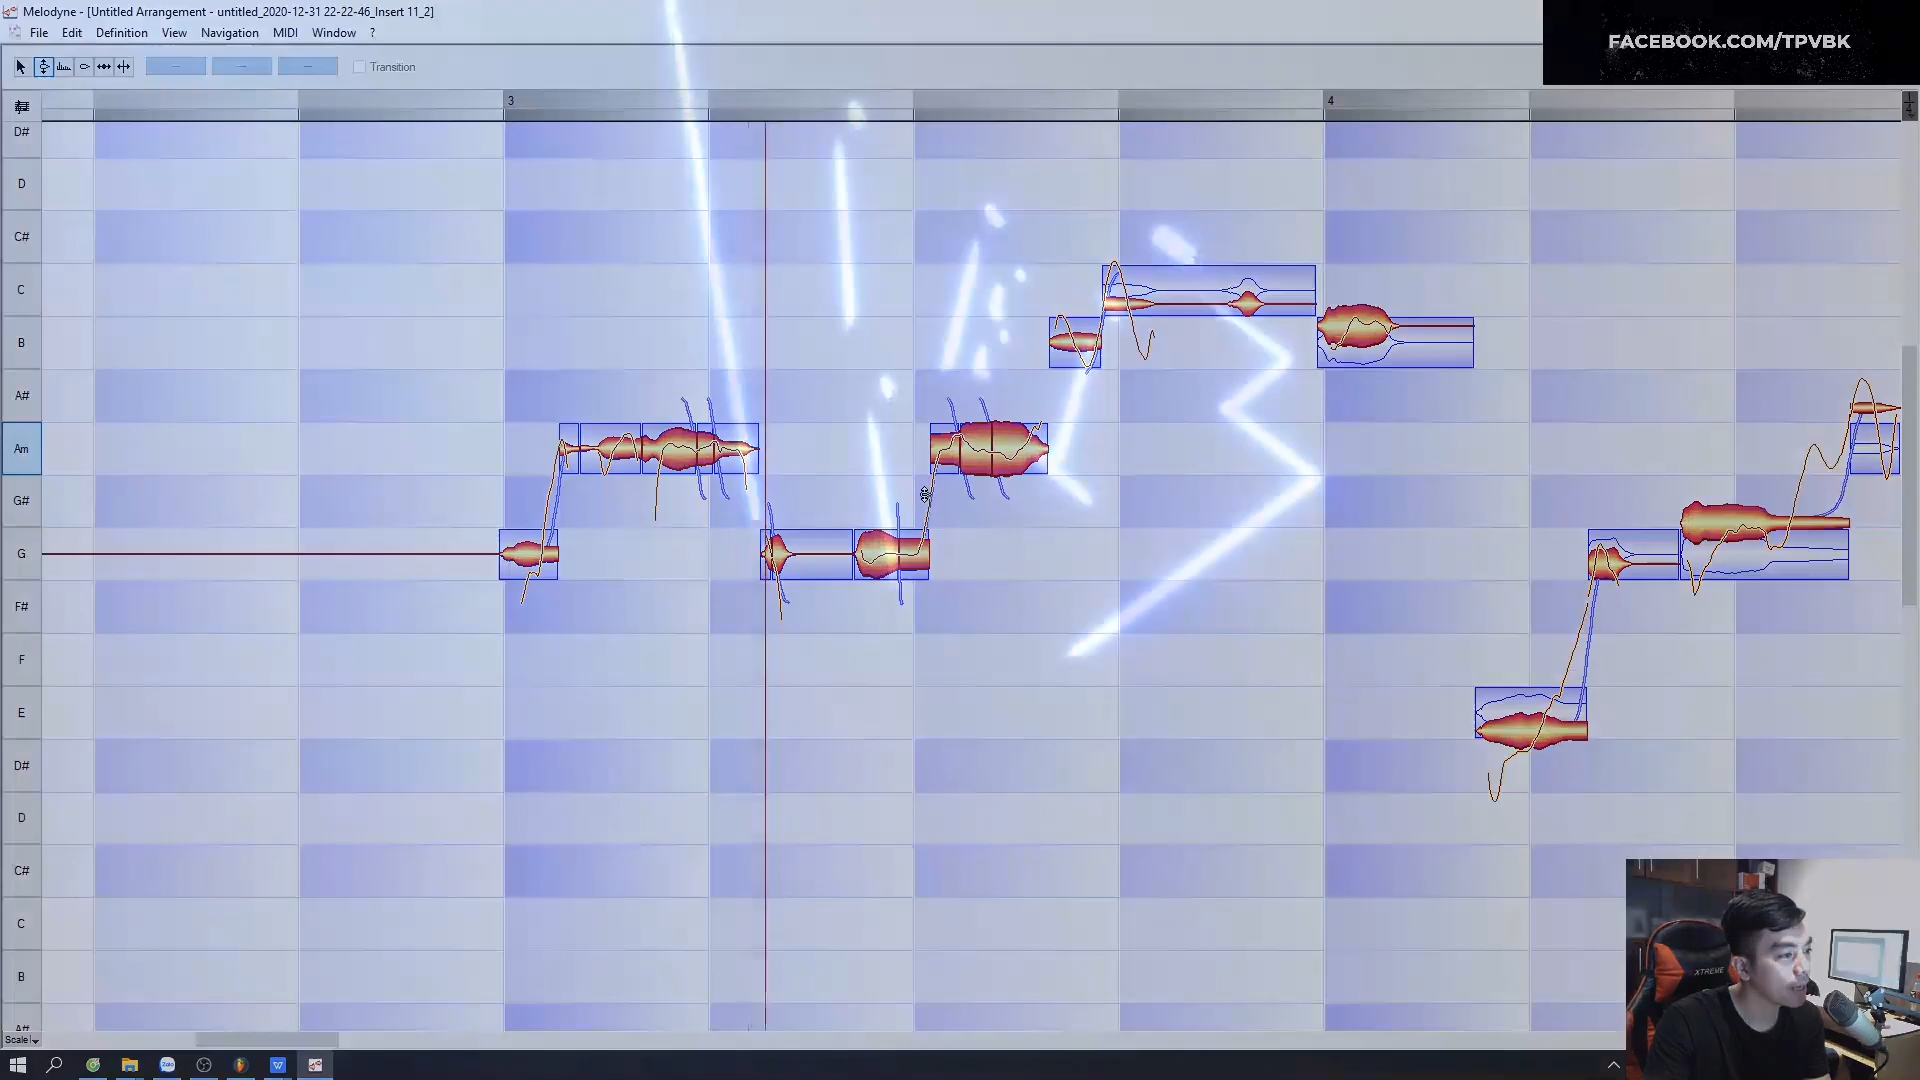 Melodyne - [Untitled Arrangement - untitled_2020-12-31 22-22-46_Insert 11_2]
FACEBOOK.COM/TPVBK
File Edit Definition View Navigation MIDI Window ?
Transition
3 4
D#
D
C#
C
B
A#
Am
G#
G
F#
F
E
D#
D
C#
C
B
A#
Scale
XTREME
Zalo
W